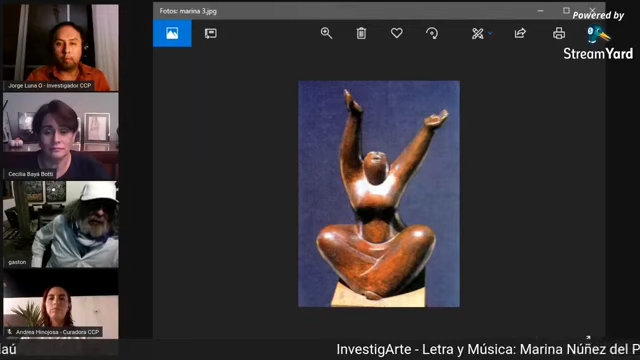 Fotos: marina 3.jpg
Powered by
StreamYard
Jorge Luna O - Investigador CCP
Cecilia Baya Botti
gaston
Andrea Hinojosa - Curadora CCP
laú
InvestigArte - Letra y Música: Marina Núñez del P